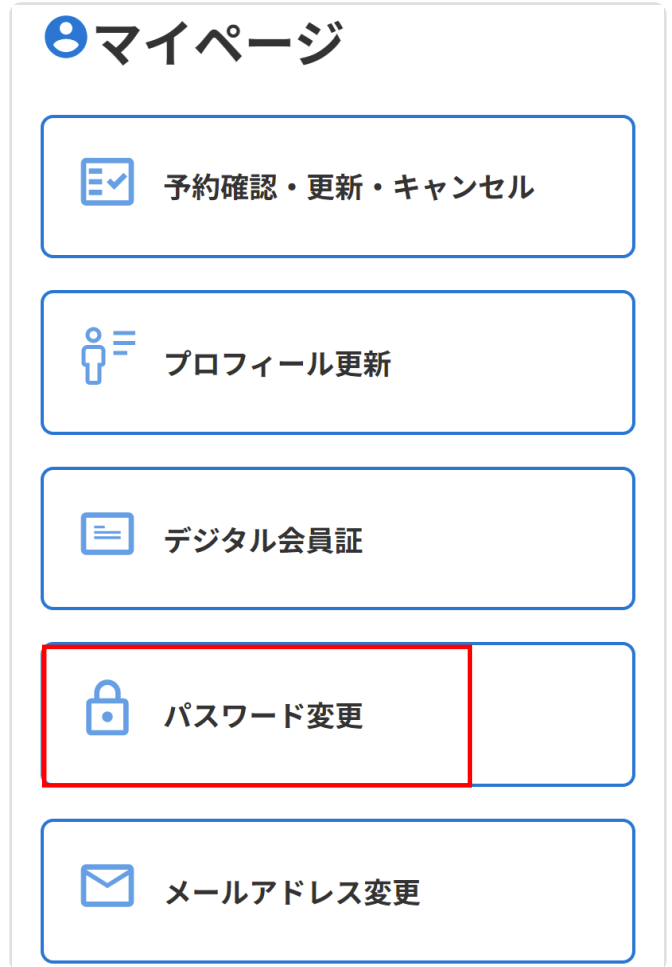 マイページ
予約確認・更新・キャンセル
プロフィール更新
デジタル会員証
パスワード変更
メールアドレス変更